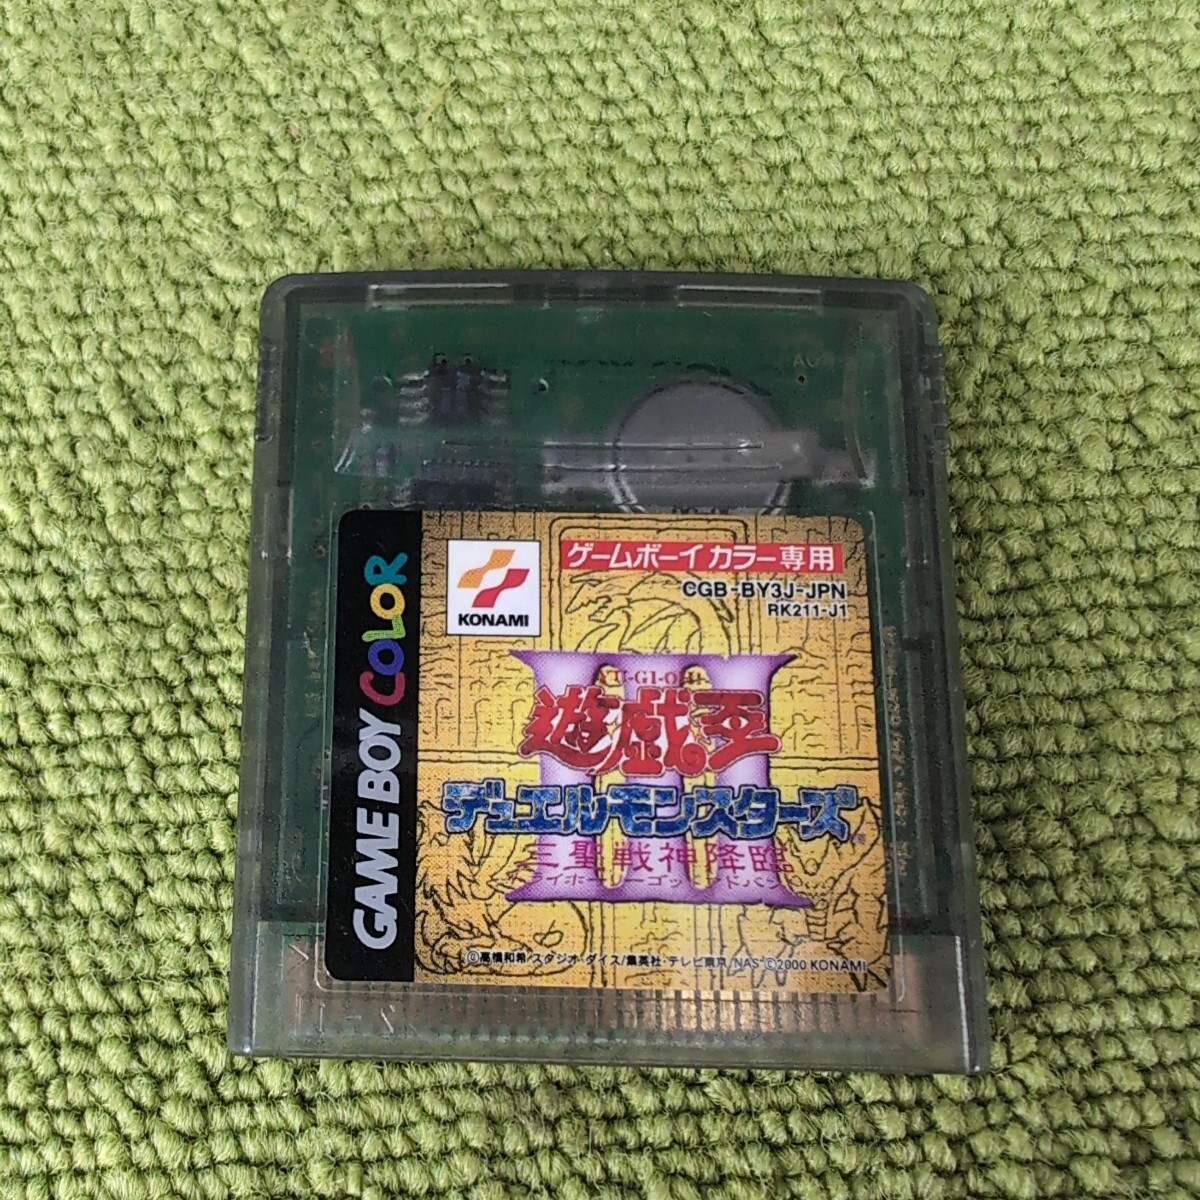 GAME BOY COLOR
KONAMI
ゲームボーイカラー専用
CGB-BY3J-JPN
RK211-J1
YU-GI-OH!
遊戯王
III
デュエルモンスターズ
三聖戦神降臨
©高橋和希 スタジオ・ダイス/集英社・テレビ東京/NAS ©2000 KONAMI